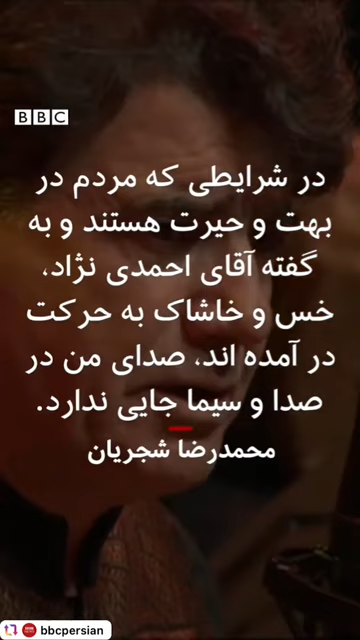 BBC
در شرایطی که مردم در
بهت و حیرت هستند و به
گفته آقای احمدی نژاد،
خس و خاشاک به حرکت
در آمده اند، صدای من در
صدا و سیما جایی ندارد.
محمدرضا شجریان
bbcpersian